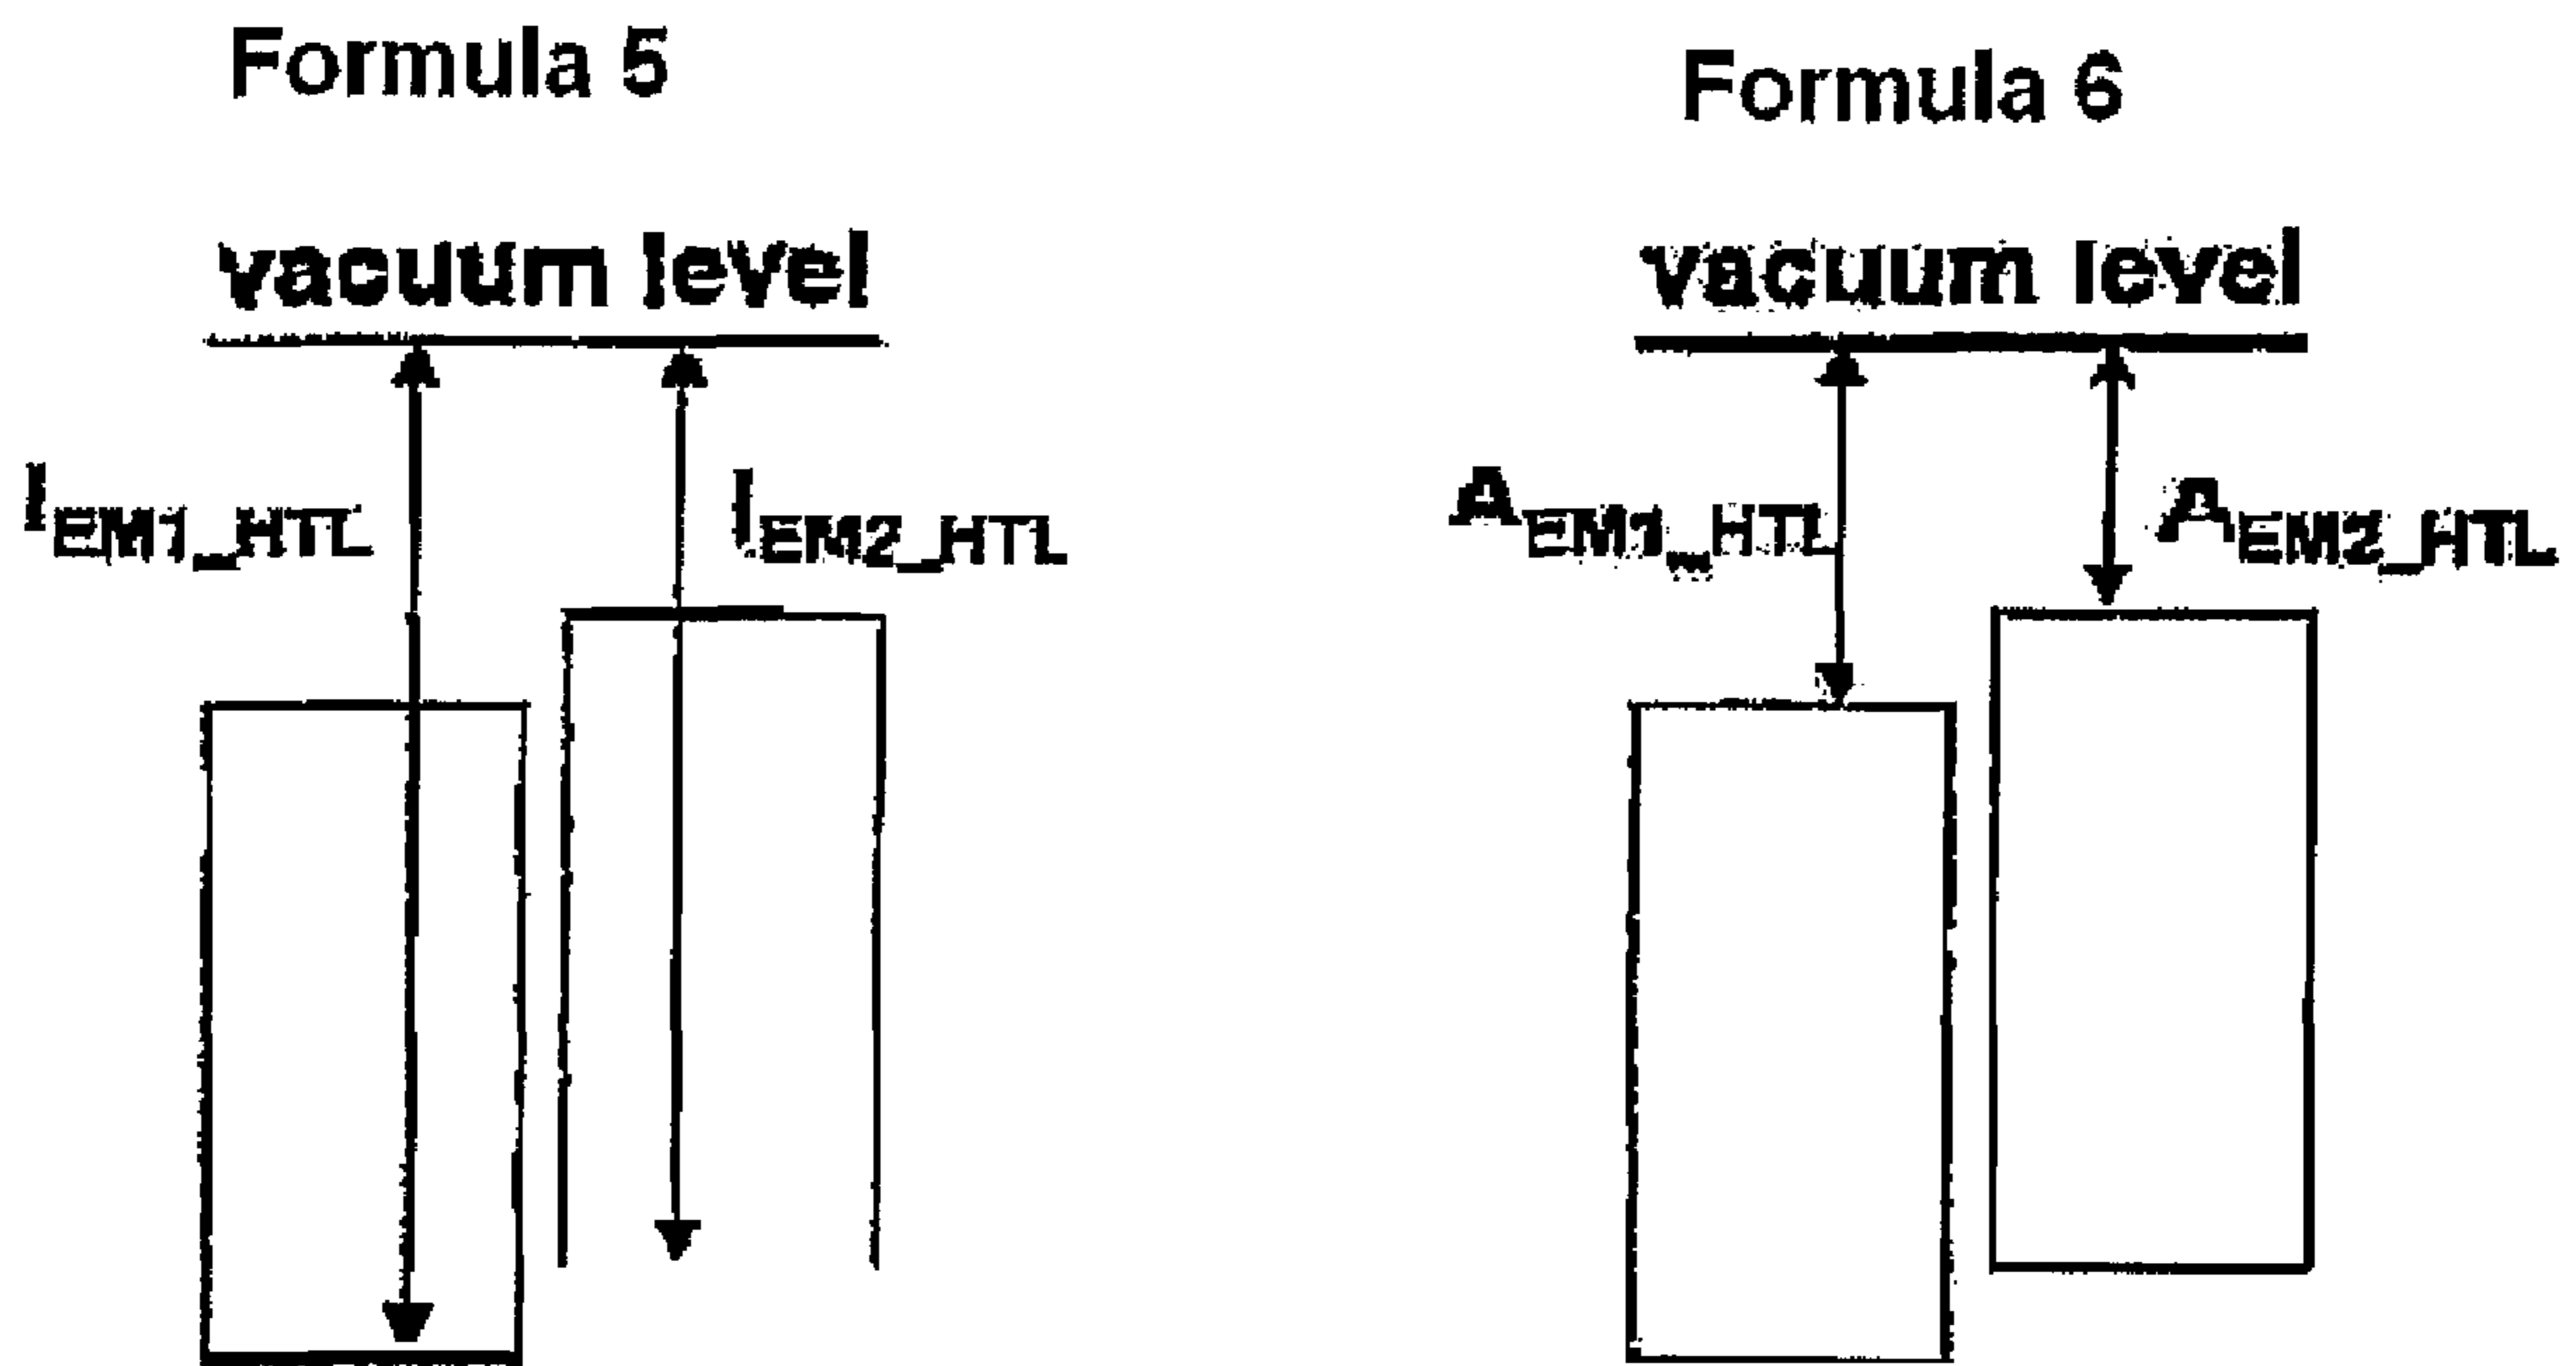 Formula 5
vacuum level
I_EM1_HTL
I_EM2_HTL
Formula 6
vacuum level
A_EM1_HTL
A_EM2_HTL